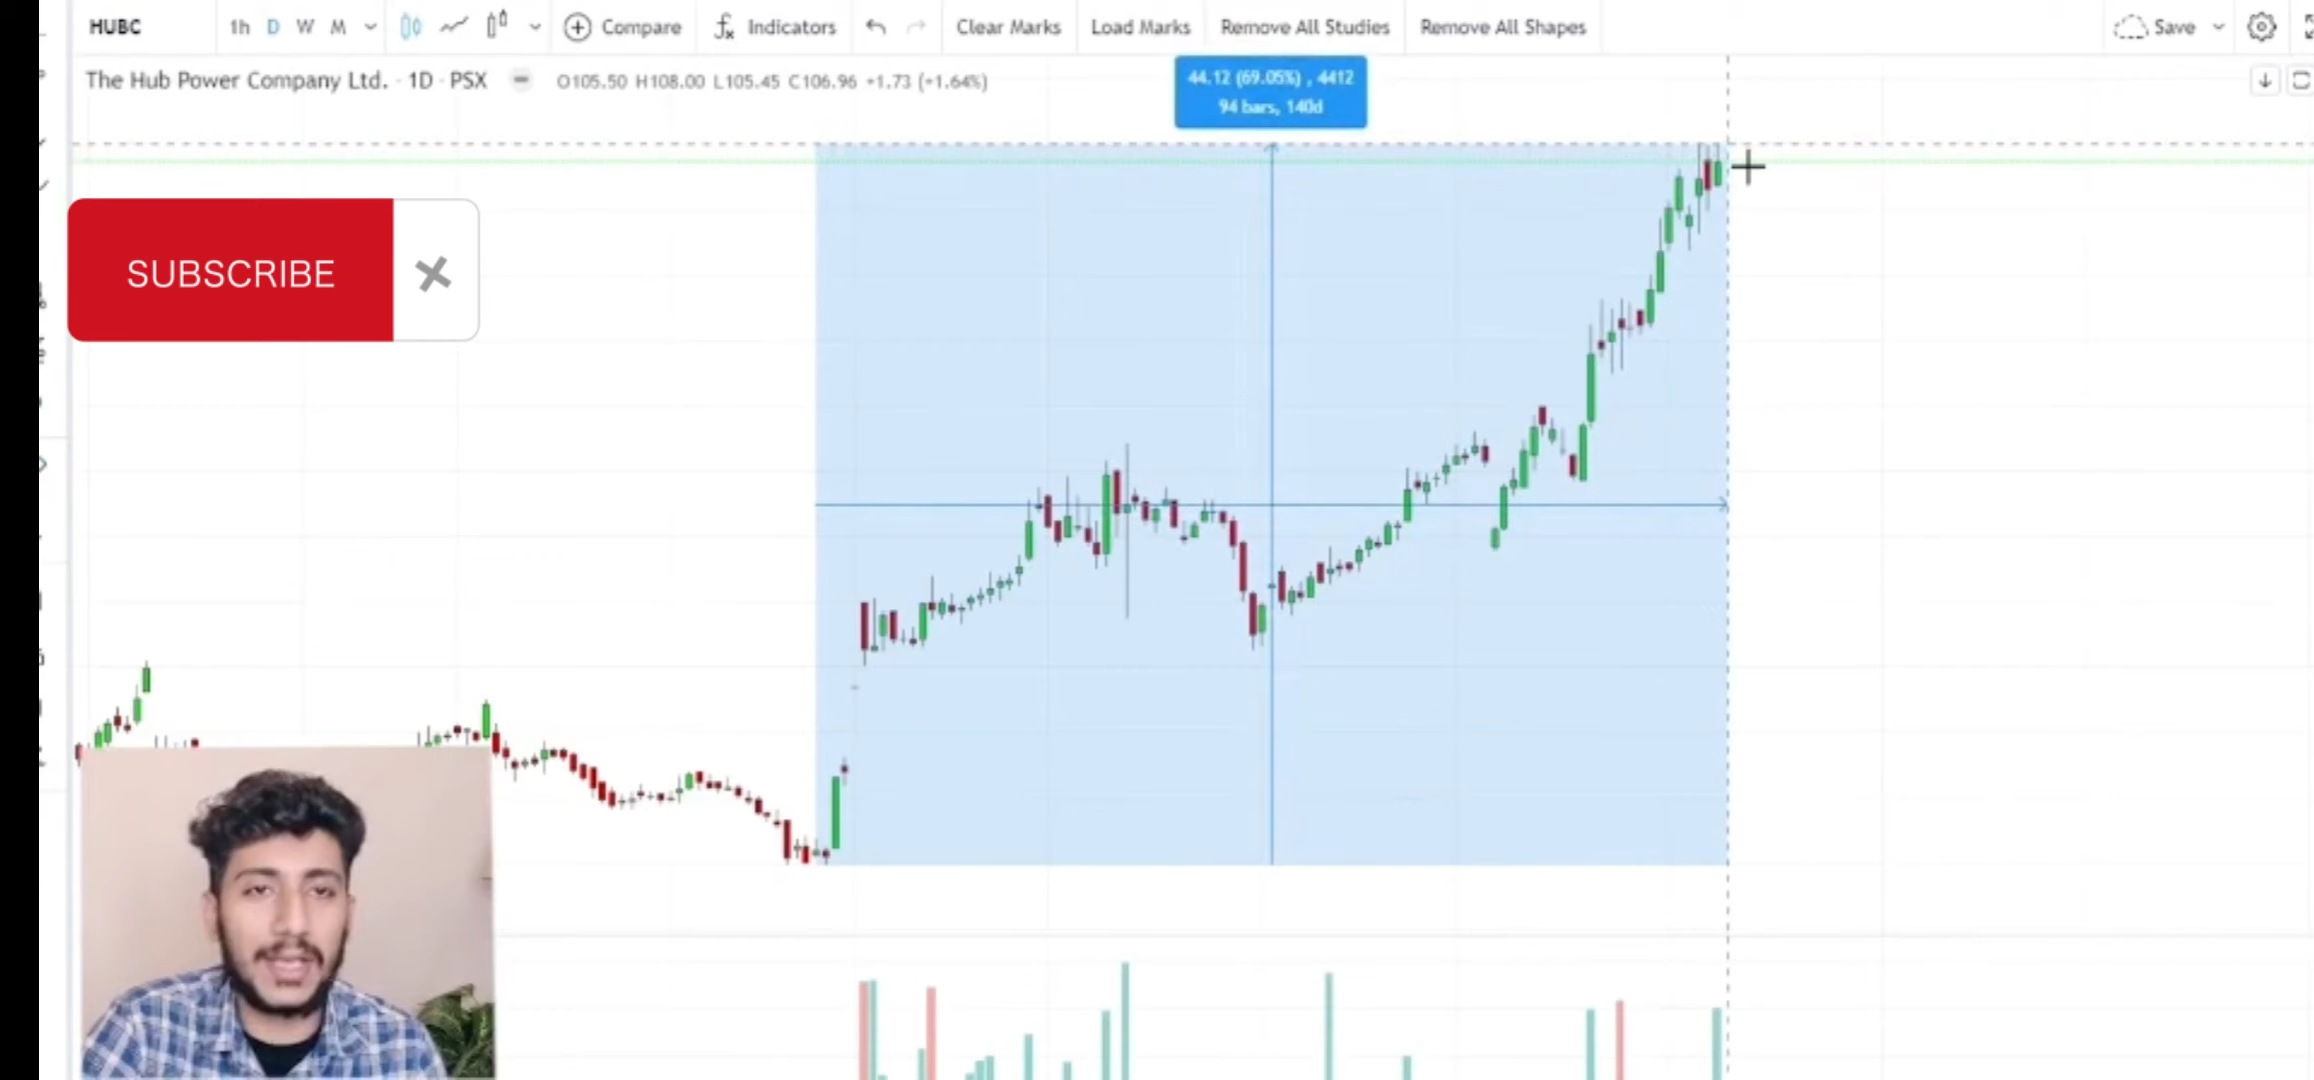 HUBC 1h D W M Compare fx Indicators Clear Marks Load Marks Remove All Studies Remove All Shapes Save
The Hub Power Company Ltd. · 1D · PSX O105.50 H108.00 L105.45 C106.96 +1.73 (+1.64%)
44.12 (69.05%) , 4412
94 bars, 140d
SUBSCRIBE